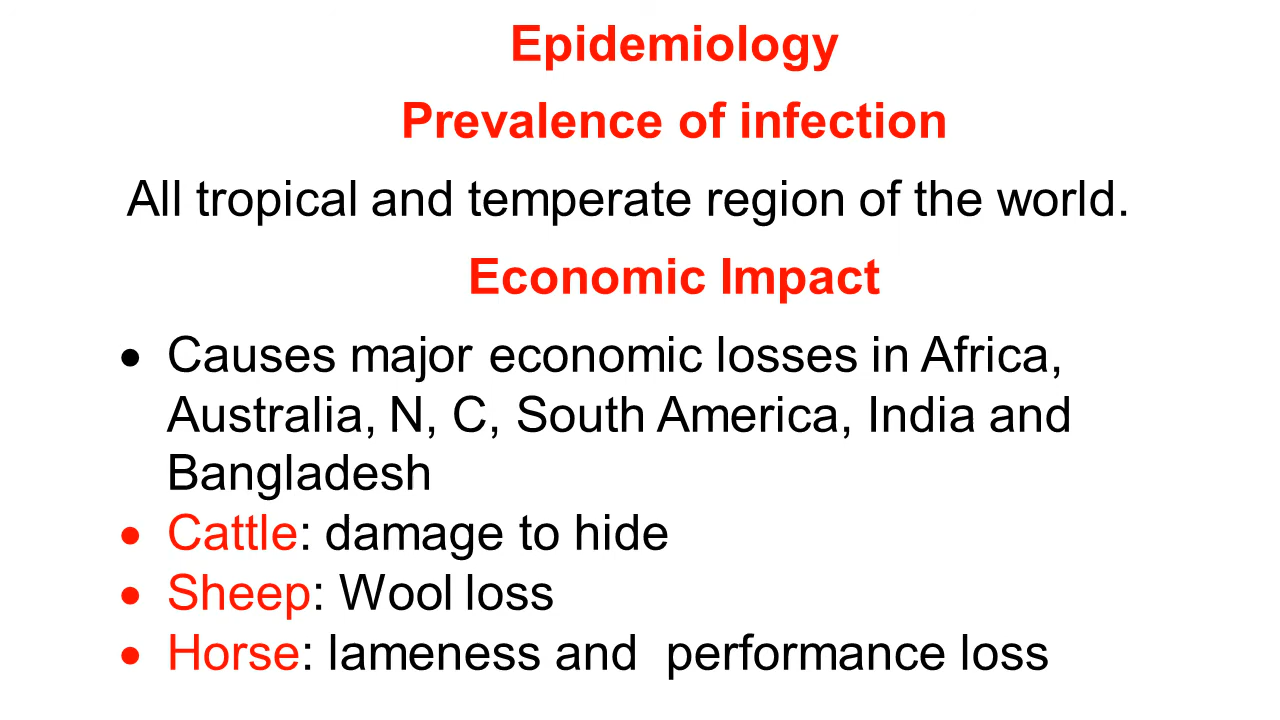 Epidemiology
Prevalence of infection
All tropical and temperate region of the world.
Economic Impact
• Causes major economic losses in Africa,
Australia, N, C, South America, India and
Bangladesh
• Cattle: damage to hide
• Sheep: Wool loss
• Horse: lameness and  performance loss